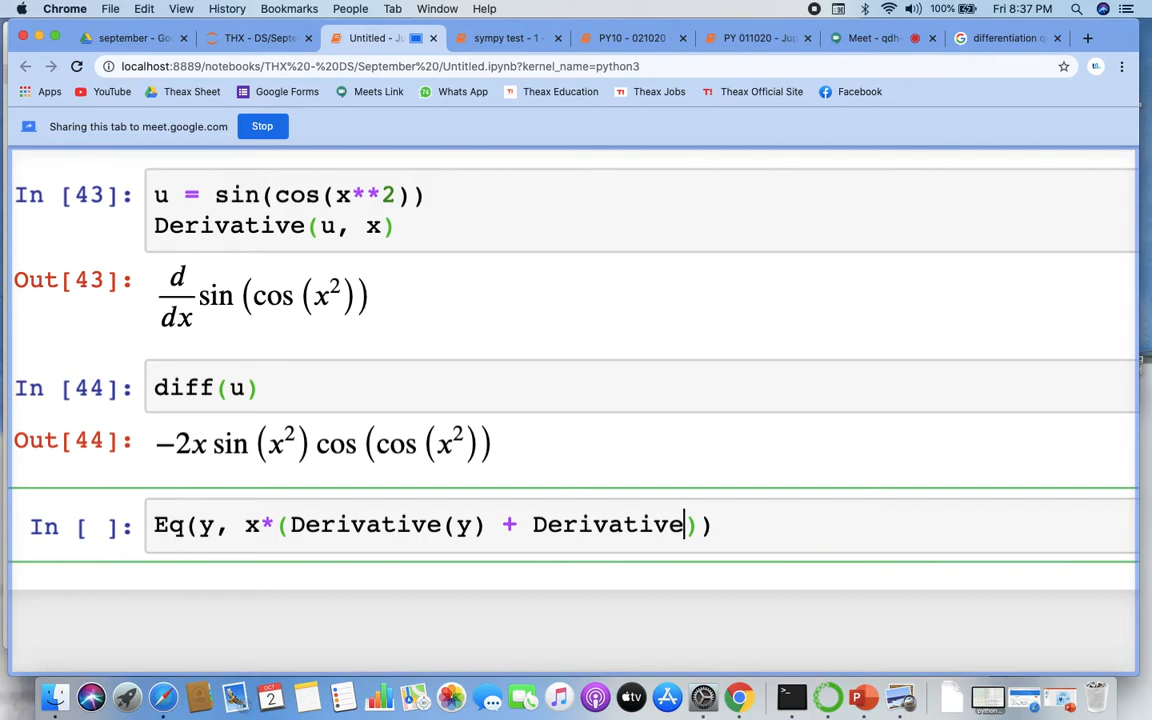 Chrome File Edit View History Bookmarks People Tab Window Help 100% Fri 8:37 PM
september - Go THX - DS/Septe Untitled - Ju sympy test - 1 - PY10 - 021020 - PY 011020 - Jup Meet - qdh- differentiation q
localhost:8889/notebooks/THX%20-%20DS/September%20/Untitled.ipynb?kernel_name=python3
Apps YouTube Theax Sheet Google Forms Meets Link Whats App Theax Education Theax Jobs Theax Official Site Facebook
Sharing this tab to meet.google.com Stop
In [43]: u = sin(cos(x**2))
Derivative(u, x)
Out[43]: d/dx sin (cos (x²))
In [44]: diff(u)
Out[44]: −2x sin (x²) cos (cos (x²))
In [ ]: Eq(y, x*(Derivative(y) + Derivative))